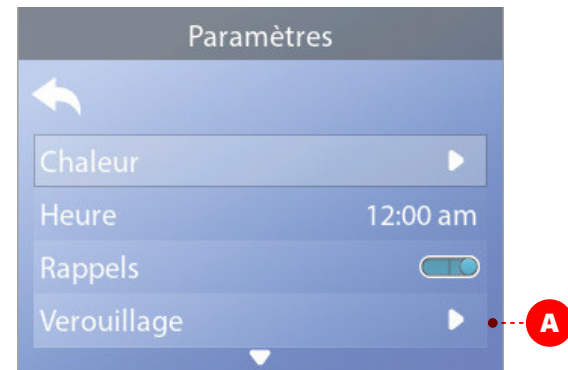 Paramètres
Chaleur
Heure 12:00 am
Rappels
Verouillage
A